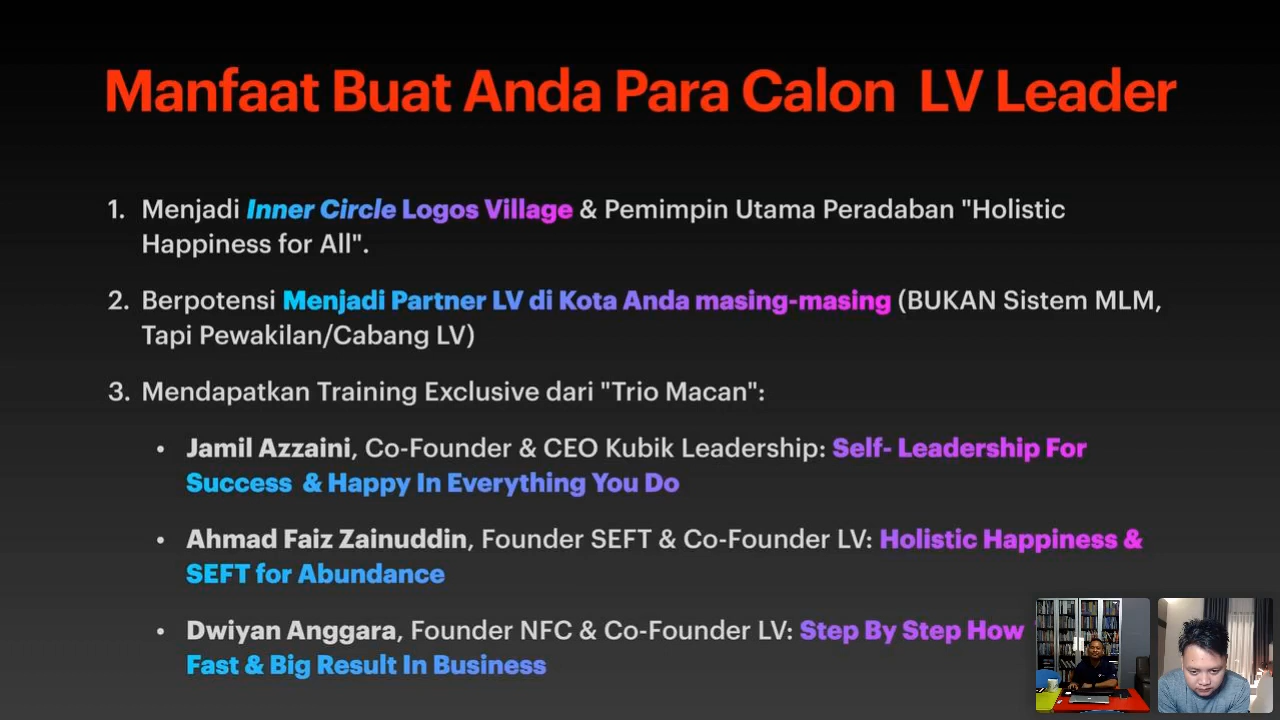 Manfaat Buat Anda Para Calon LV Leader
1. Menjadi Inner Circle Logos Village & Pemimpin Utama Peradaban "Holistic
Happiness for All".
2. Berpotensi Menjadi Partner LV di Kota Anda masing-masing (BUKAN Sistem MLM,
Tapi Pewakilan/Cabang LV)
3. Mendapatkan Training Exclusive dari "Trio Macan":
• Jamil Azzaini, Co-Founder & CEO Kubik Leadership: Self- Leadership For
Success & Happy In Everything You Do
• Ahmad Faiz Zainuddin, Founder SEFT & Co-Founder LV: Holistic Happiness &
SEFT for Abundance
• Dwiyan Anggara, Founder NFC & Co-Founder LV: Step By Step How
Fast & Big Result In Business